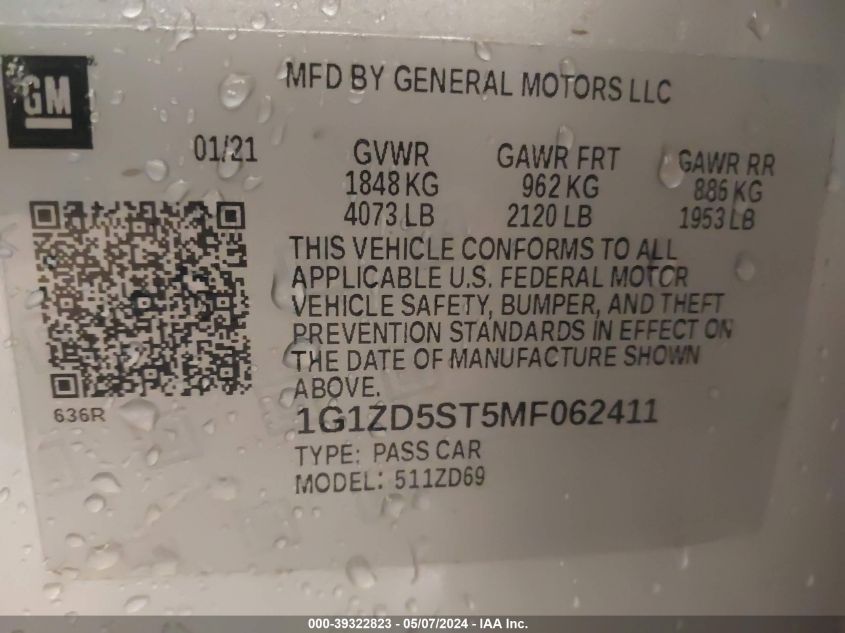 GM
MFD BY GENERAL MOTORS LLC
01/21
GVWR GAWR FRT GAWR RR
1848 KG 962 KG 886 KG
4073 LB 2120 LB 1953 LB
THIS VEHICLE CONFORMS TO ALL
APPLICABLE U.S. FEDERAL MOTOR
VEHICLE SAFETY, BUMPER, AND THEFT
PREVENTION STANDARDS IN EFFECT ON
THE DATE OF MANUFACTURE SHOWN
ABOVE.
636R
1G1ZD5ST5MF062411
TYPE: PASS CAR
MODEL: 511ZD69
000-39322823 - 05/07/2024 - IAA Inc.